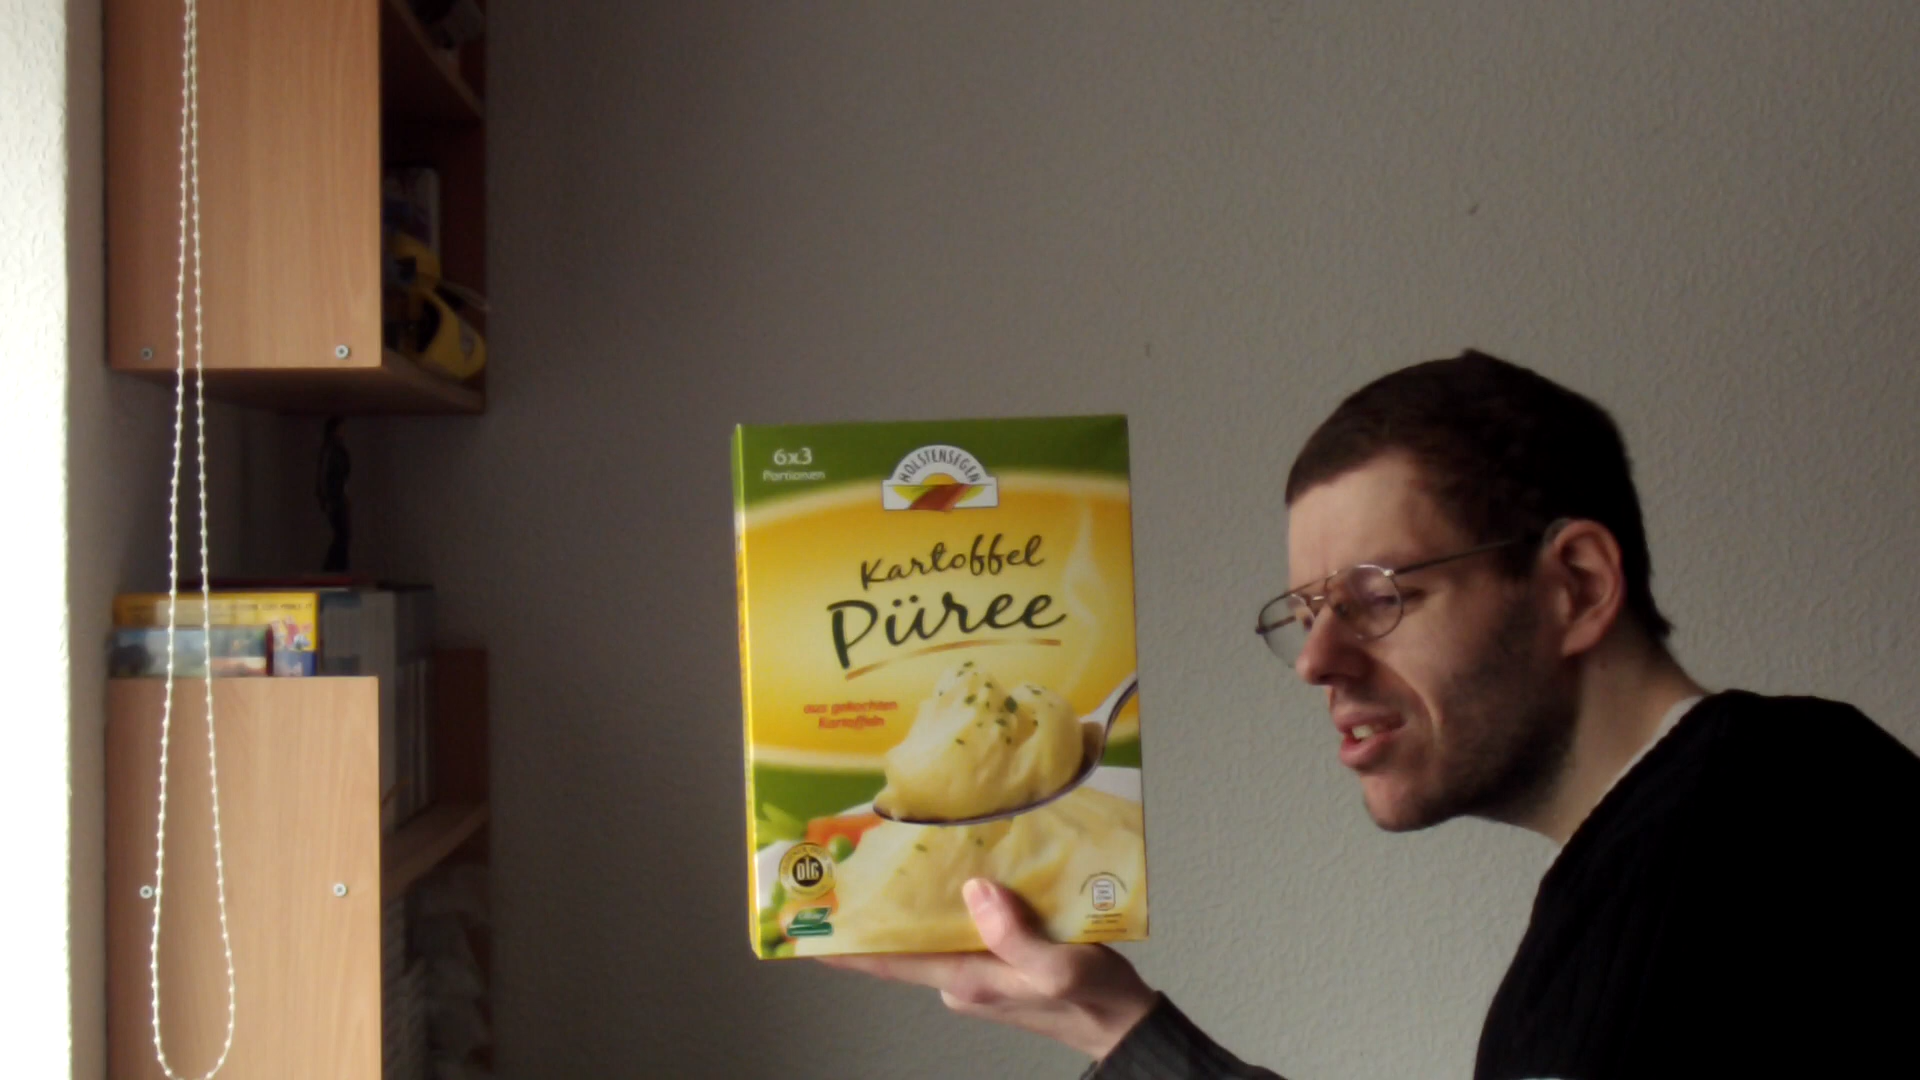 6x3
Portionen
HOLSTENSEGEN
Kartoffel
Püree
aus gekochten
Kartoffeln
DLG